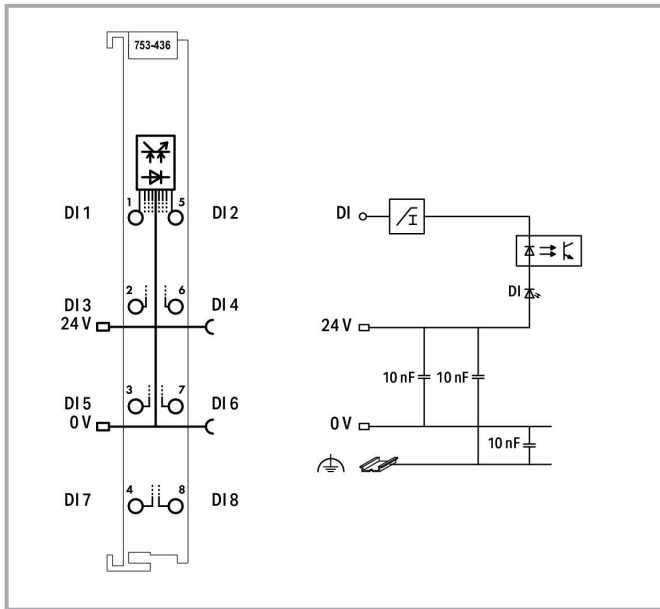 753-436
1 5
DI 1 DI 2 DI
I
2 6 DI
DI 3 DI 4
24 V 24 V
10 nF 10 nF
3 7
DI 5 DI 6
0 V 0 V
10 nF
4 8
DI 7 DI 8